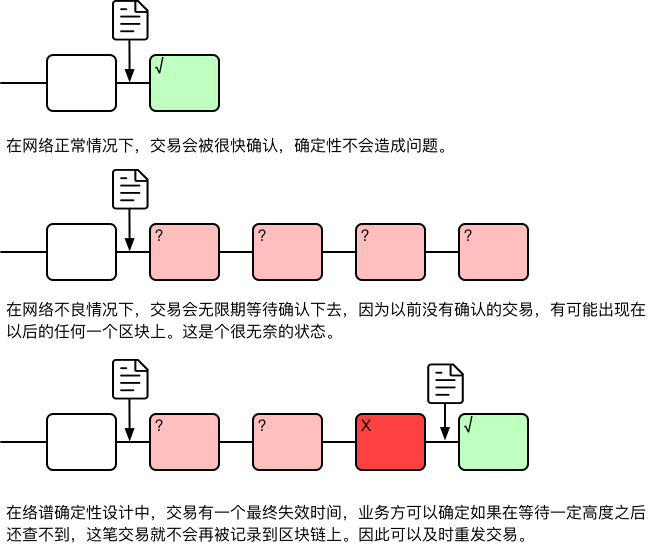 √
在网络正常情况下，交易会被很快确认，确定性不会造成问题。
? ? ? ?
在网络不良情况下，交易会无限期等待确认下去，因为以前没有确认的交易，有可能出现在
以后的任何一个区块上。这是个很无奈的状态。
? ? X √
在络谱确定性设计中，交易有一个最终失效时间，业务方可以确定如果在等待一定高度之后
还查不到，这笔交易就不会再被记录到区块链上。因此可以及时重发交易。